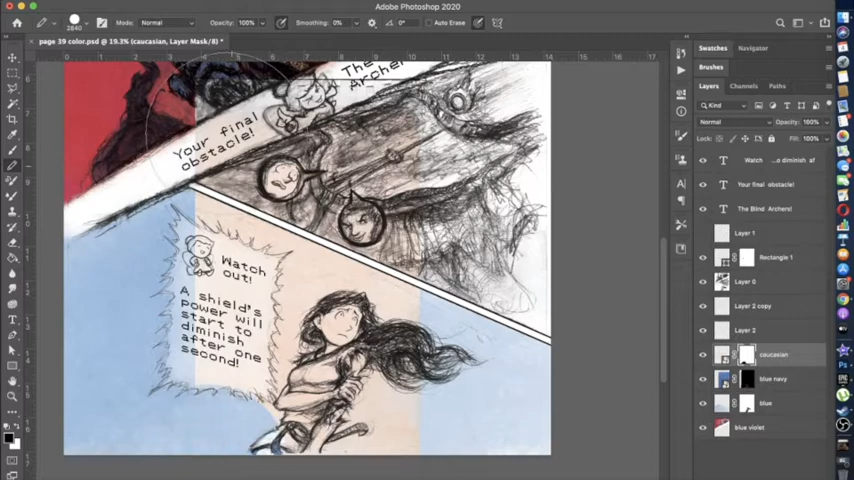 Adobe Photoshop 2020
2840
Mode: Normal
Opacity: 100%
Smoothing: 0%
0°
Auto Erase
page 39 color.psd @ 19.3% (caucasian, Layer Mask/8) *
Swatches
Navigator
Brushes
Layers
Channels
Paths
Kind
Normal
Opacity: 100%
Lock:
Fill: 100%
Watch ...o diminish af
Your final obstacle!
The Blind Archers!
Layer 1
Rectangle 1
Layer 0
Layer 2 copy
Layer 2
caucasian
blue navy
blue
blue violet
The
Archer
Your final
obstacle!
Watch
out!
A shield's
power will
start to
diminish
after one
second!